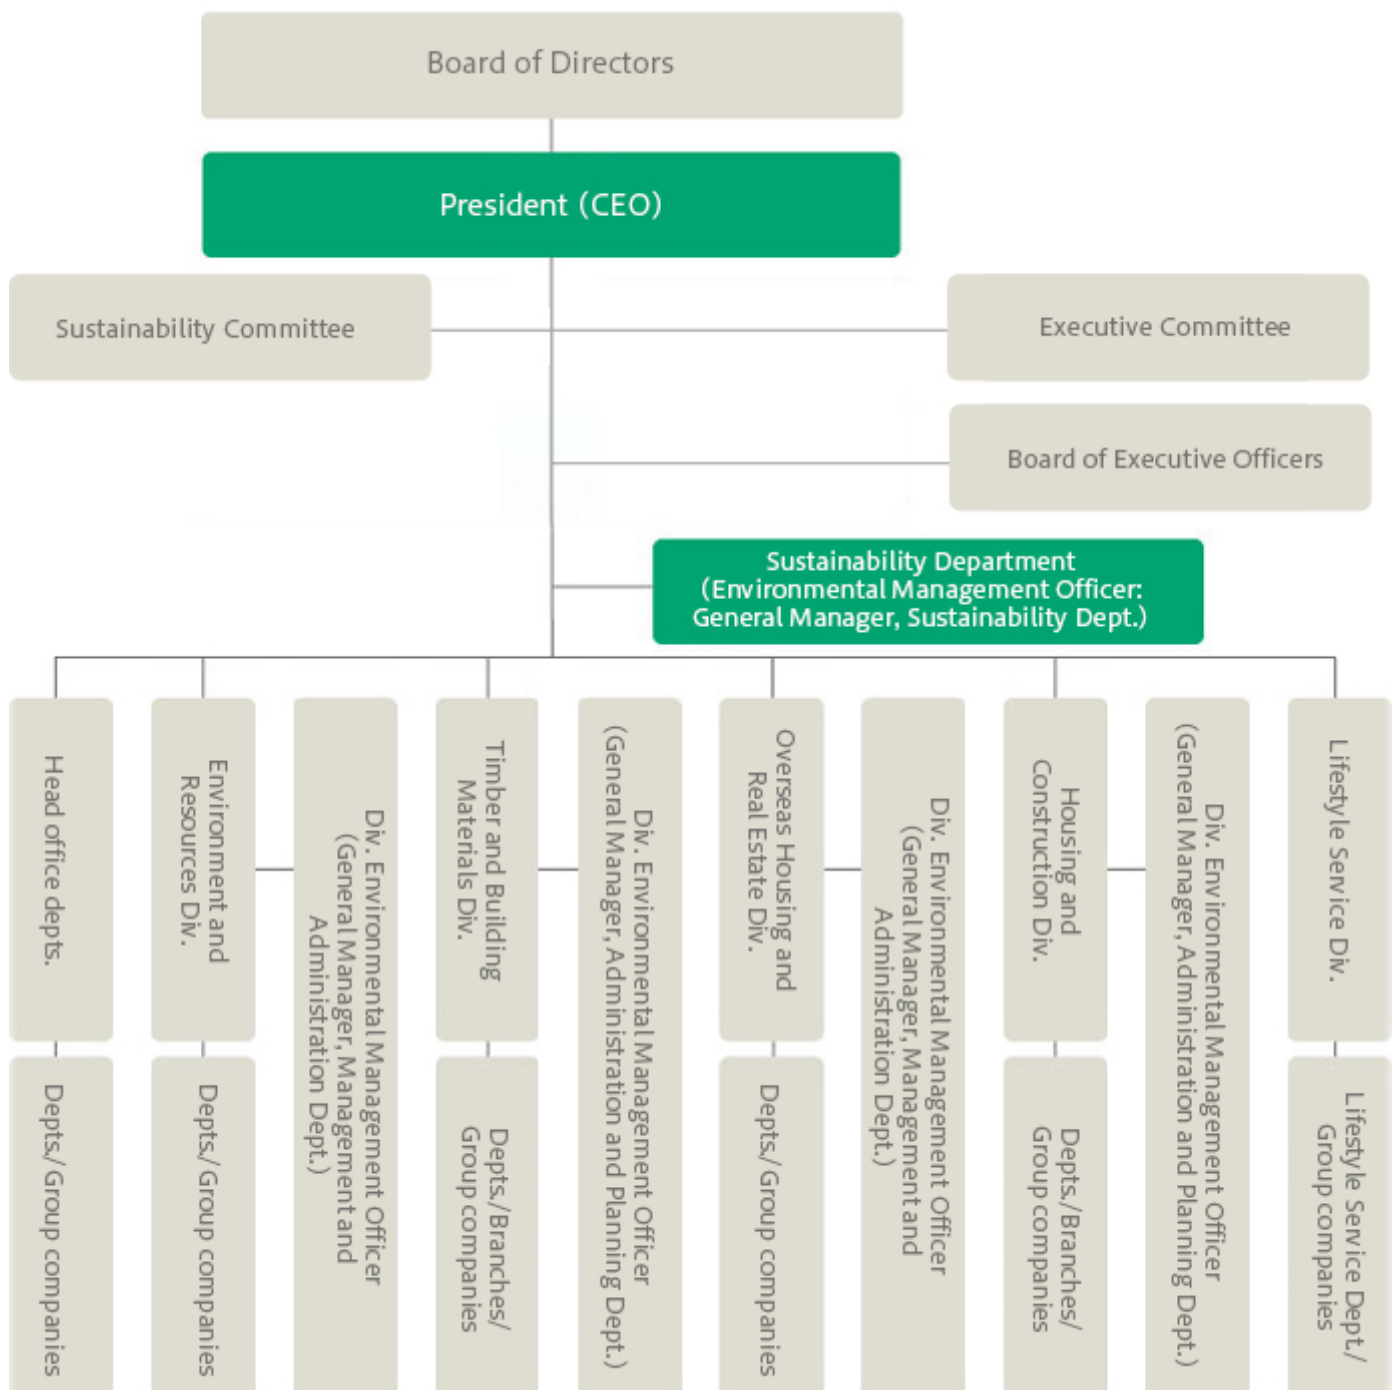 Board of Directors
President (CEO)
Sustainability Committee
Executive Committee
Board of Executive Officers
Sustainability Department
(Environmental Management Officer:
General Manager, Sustainability Dept.)
Head office depts.
Environment and
Resources Div.
Div. Environmental Management Officer
(General Manager, Management and
Administration Dept.)
Timber and Building
Materials Div.
Div. Environmental Management Officer
(General Manager, Administration and Planning Dept.)
Overseas Housing and
Real Estate Div.
Div. Environmental Management Officer
(General Manager, Management and
Administration Dept.)
Housing and
Construction Div.
Div. Environmental Management Officer
(General Manager, Administration and Planning Dept.)
Lifestyle Service Div.
Depts./Group companies
Depts./Group companies
Depts./Branches/
Group companies
Depts./Group companies
Depts./Branches/
Group companies
Lifestyle Service Dept./
Group companies